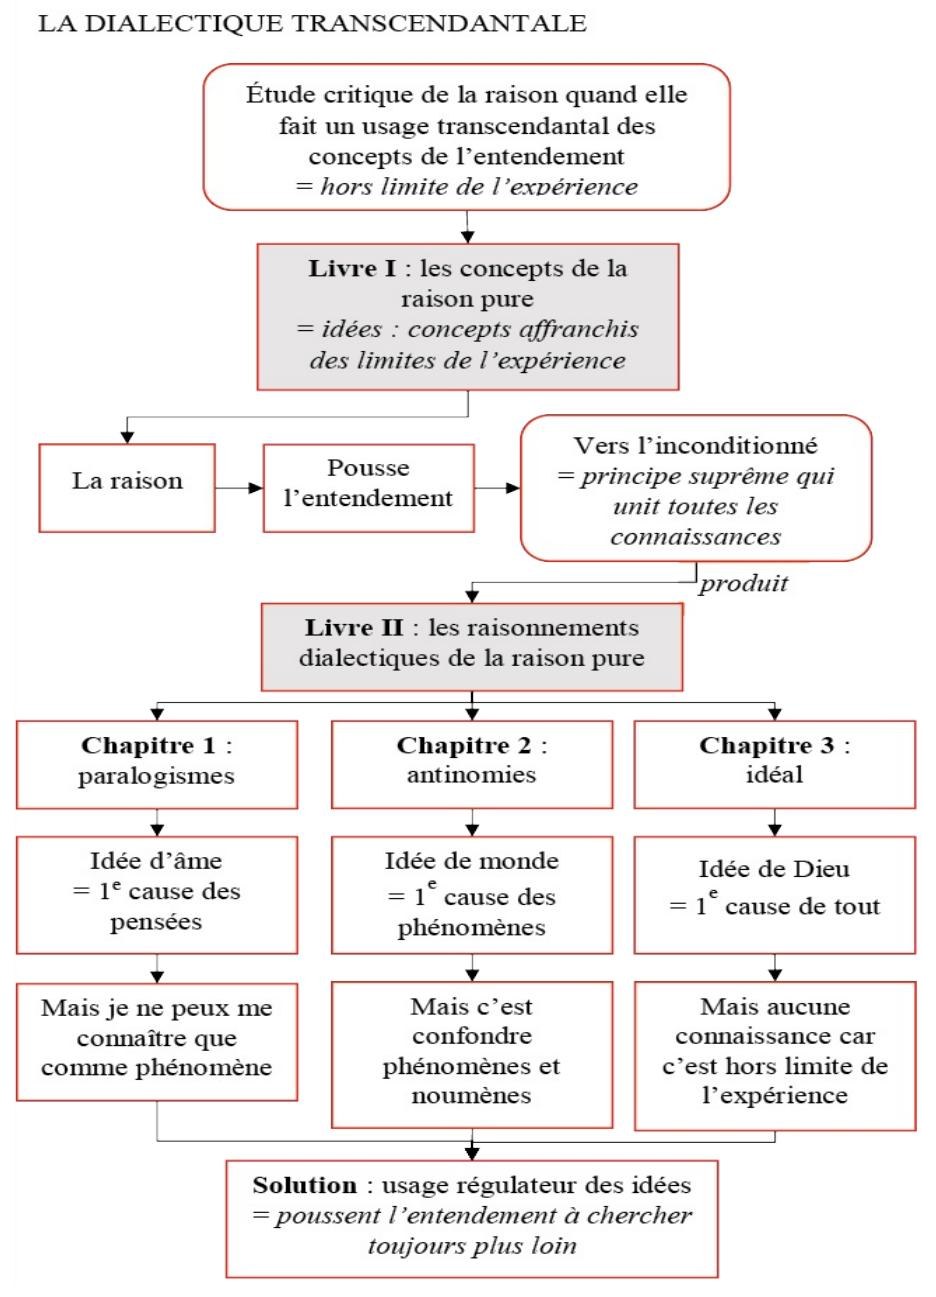 LA DIALECTIQUE TRANSCENDANTALE
Étude critique de la raison quand elle
fait un usage transcendantal des
concepts de l’entendement
= hors limite de l’expérience
Livre I : les concepts de la
raison pure
= idées : concepts affranchis
des limites de l’expérience
La raison
Pousse
l’entendement
Vers l’inconditionné
= principe suprême qui
unit toutes les
connaissances
produit
Livre II : les raisonnements
dialectiques de la raison pure
Chapitre 1 :
paralogismes
Chapitre 2 :
antinomies
Chapitre 3 :
idéal
Idée d’âme
= 1e cause des
pensées
Idée de monde
= 1e cause des
phénomènes
Idée de Dieu
= 1e cause de tout
Mais je ne peux me
connaître que
comme phénomène
Mais c’est
confondre
phénomènes et
noumènes
Mais aucune
connaissance car
c’est hors limite de
l’expérience
Solution : usage régulateur des idées
= poussent l’entendement à chercher
toujours plus loin